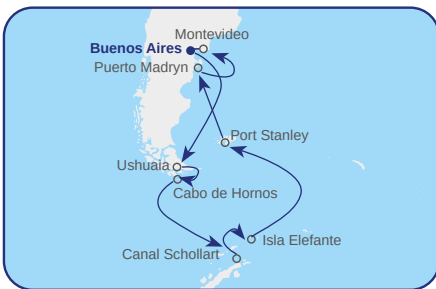 Montevideo
Buenos Aires
Puerto Madryn
Port Stanley
Ushuaia
Cabo de Hornos
Isla Elefante
Canal Schollart